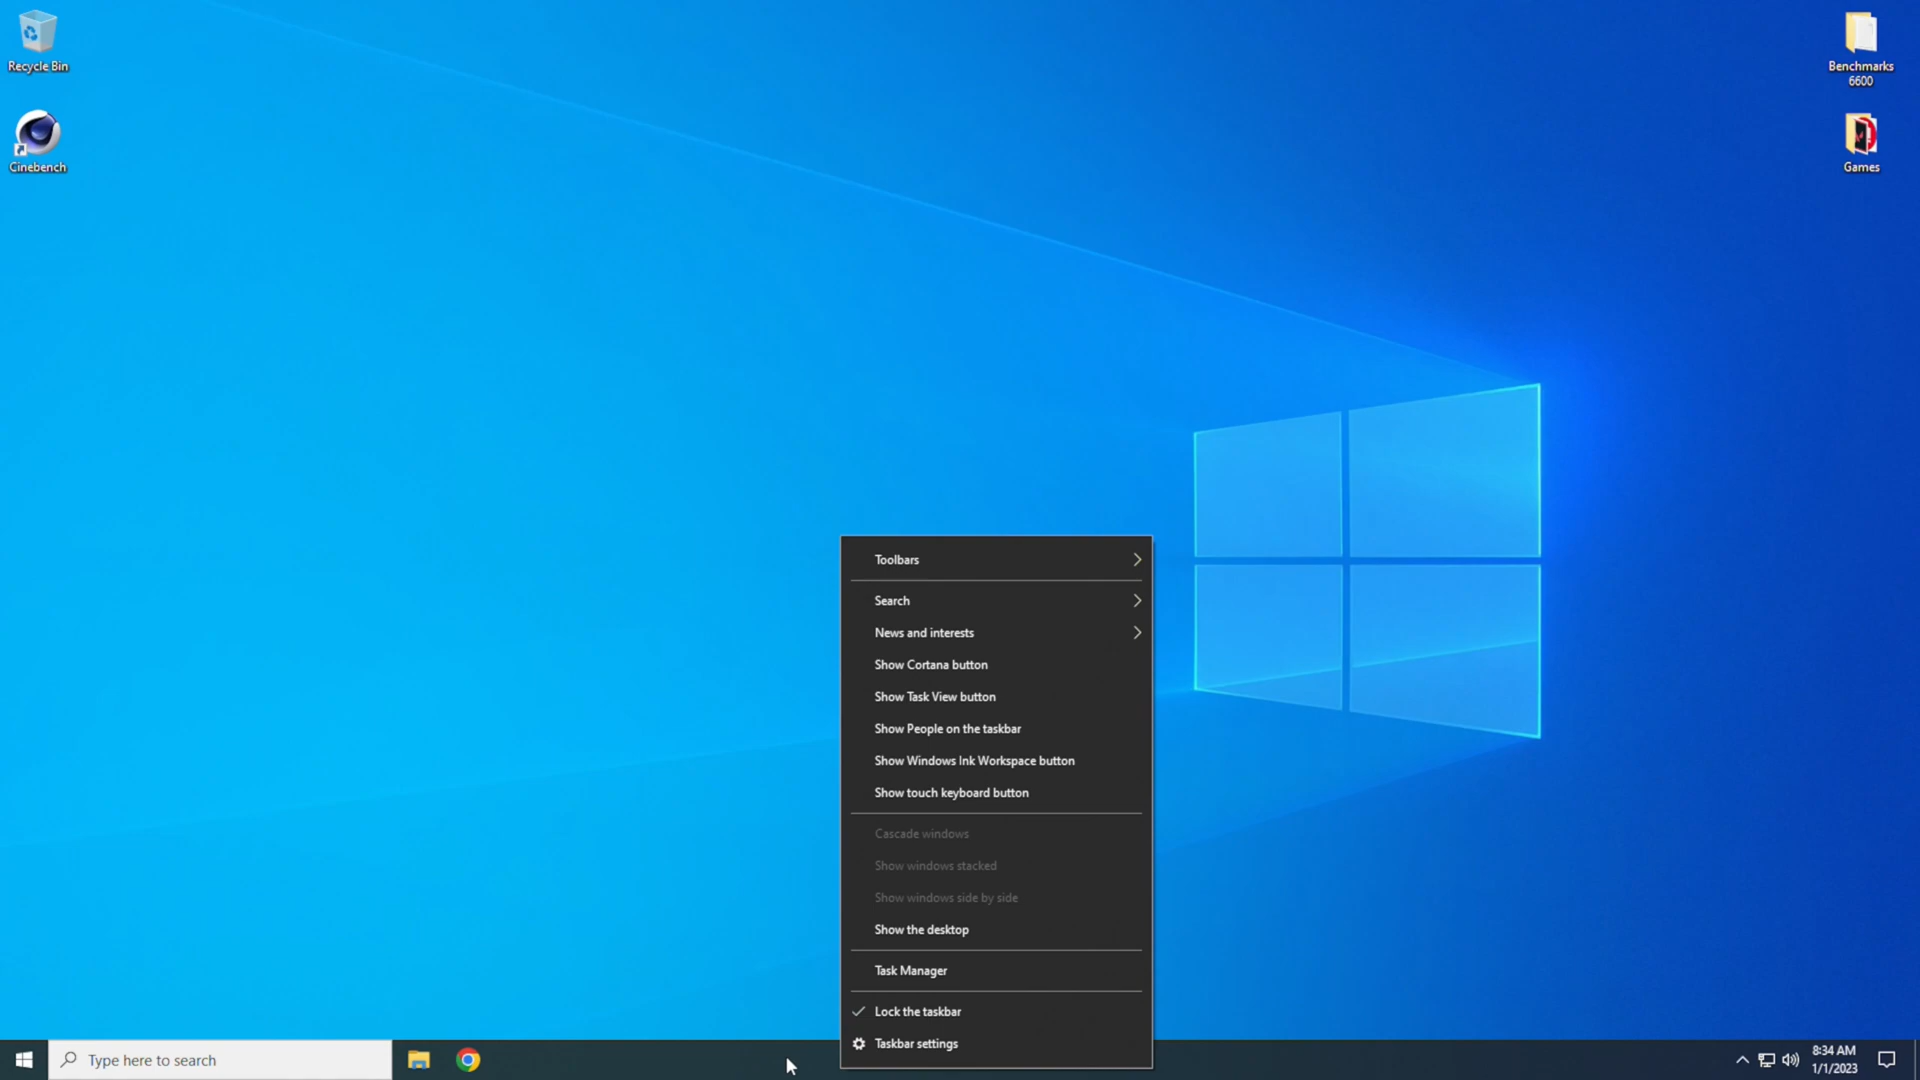 Recycle Bin
Cinebench
Benchmarks
6600
Games
Toolbars
Search
News and interests
Show Cortana button
Show Task View button
Show People on the taskbar
Show Windows Ink Workspace button
Show touch keyboard button
Cascade windows
Show windows stacked
Show windows side by side
Show the desktop
Task Manager
Lock the taskbar
Taskbar settings
Type here to search
8:34 AM
1/1/2023